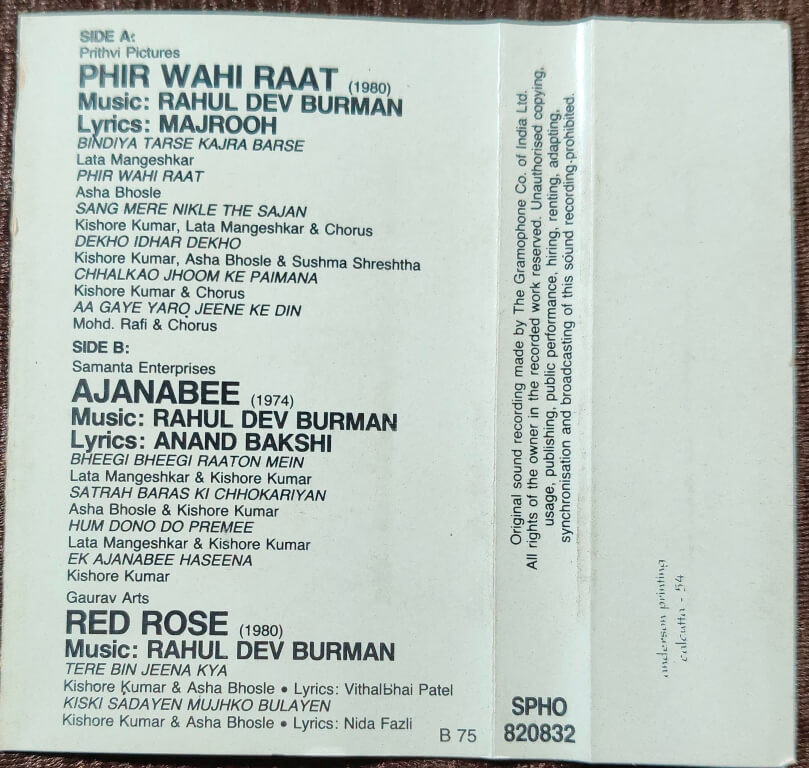 SIDE A:
Prithvi Pictures
PHIR WAHI RAAT (1980)
Music: RAHUL DEV BURMAN
Lyrics: MAJROOH
BINDIYA TARSE KAJRA BARSE
Lata Mangeshkar
PHIR WAHI RAAT
Asha Bhosle
SANG MERE NIKLE THE SAJAN
Kishore Kumar, Lata Mangeshkar & Chorus
DEKHO IDHAR DEKHO
Kishore Kumar, Asha Bhosle & Sushma Shreshtha
CHHALKAO JHOOM KE PAIMANA
Kishore Kumar & Chorus
AA GAYE YARO JEENE KE DIN
Mohd. Rafi & Chorus
SIDE B:
Samanta Enterprises
AJANABEE (1974)
Music: RAHUL DEV BURMAN
Lyrics: ANAND BAKSHI
BHEEGI BHEEGI RAATON MEIN
Lata Mangeshkar & Kishore Kumar
SATRAH BARAS KI CHHOKARIYAN
Asha Bhosle & Kishore Kumar
HUM DONO DO PREMEE
Lata Mangeshkar & Kishore Kumar
EK AJANABEE HASEENA
Kishore Kumar
Gaurav Arts
RED ROSE (1980)
Music: RAHUL DEV BURMAN
TERE BIN JEENA KYA
Kishore Kumar & Asha Bhosle • Lyrics: Vithalbhai Patel
KISKI SADAYEN MUJHKO BULAYEN
Kishore Kumar & Asha Bhosle • Lyrics: Nida Fazli
B 75
Original sound recording made by The Gramophone Co. of India Ltd.
All rights of the owner in the recorded work reserved. Unauthorised copying,
usage, publishing, public performance, hiring, renting, adapting,
synchronisation and broadcasting of this sound recording prohibited.
SPHO
820832
anderson printing
calcutta - 54